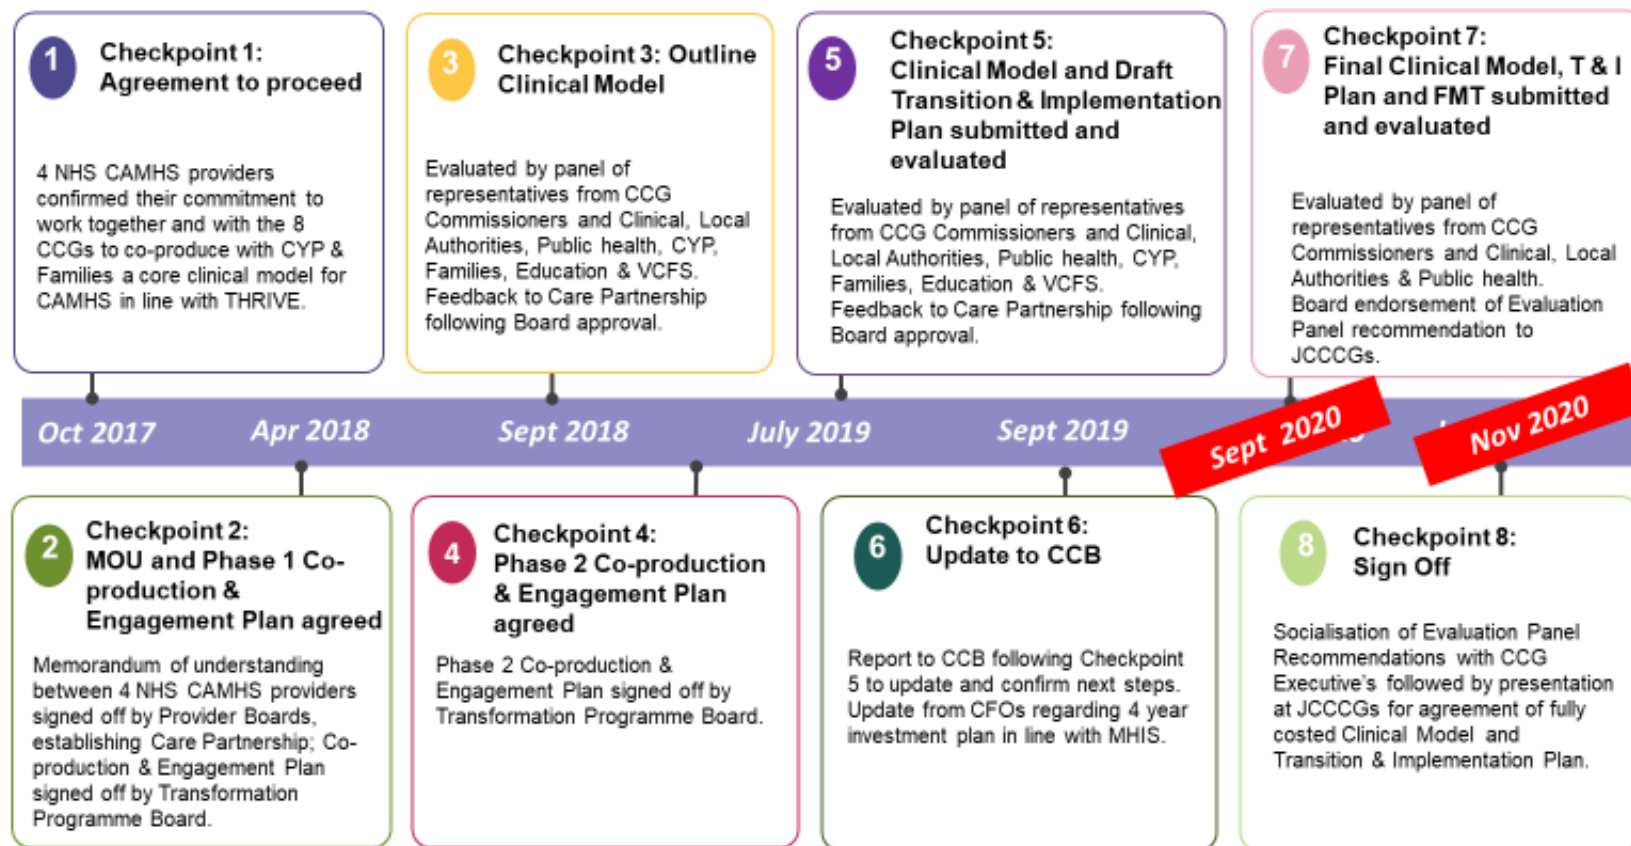 1
Checkpoint 1:
Agreement to proceed
4 NHS CAMHS providers
confirmed their commitment to
work together and with the 8
CCGs to co-produce with CYP &
Families a core clinical model for
CAMHS in line with THRIVE.
3
Checkpoint 3: Outline
Clinical Model
Evaluated by panel of
representatives from CCG
Commissioners and Clinical, Local
Authorities, Public health, CYP,
Families, Education & VCFS.
Feedback to Care Partnership
following Board approval.
5
Checkpoint 5:
Clinical Model and Draft
Transition & Implementation
Plan submitted and
evaluated
Evaluated by panel of representatives
from CCG Commissioners and Clinical,
Local Authorities, Public health, CYP,
Families, Education & VCFS.
Feedback to Care Partnership following
Board approval.
7
Checkpoint 7:
Final Clinical Model, T & I
Plan and FMT submitted
and evaluated
Evaluated by panel of
representatives from CCG
Commissioners and Clinical, Local
Authorities & Public health.
Board endorsement of Evaluation
Panel recommendation to
JCCCGs.
Oct 2017
Apr 2018
Sept 2018
July 2019
Sept 2019
Sept 2020
Nov 2020
2
Checkpoint 2:
MOU and Phase 1 Co-
production &
Engagement Plan agreed
Memorandum of understanding
between 4 NHS CAMHS providers
signed off by Provider Boards,
establishing Care Partnership; Co-
production & Engagement Plan
signed off by Transformation
Programme Board.
4
Checkpoint 4:
Phase 2 Co-production
& Engagement Plan
agreed
Phase 2 Co-production &
Engagement Plan signed off by
Transformation Programme Board.
6
Checkpoint 6:
Update to CCB
Report to CCB following Checkpoint
5 to update and confirm next steps.
Update from CFOs regarding 4 year
investment plan in line with MHIS.
8
Checkpoint 8:
Sign Off
Socialisation of Evaluation Panel
Recommendations with CCG
Executive's followed by presentation
at JCCCGs for agreement of fully
costed Clinical Model and
Transition & Implementation Plan.